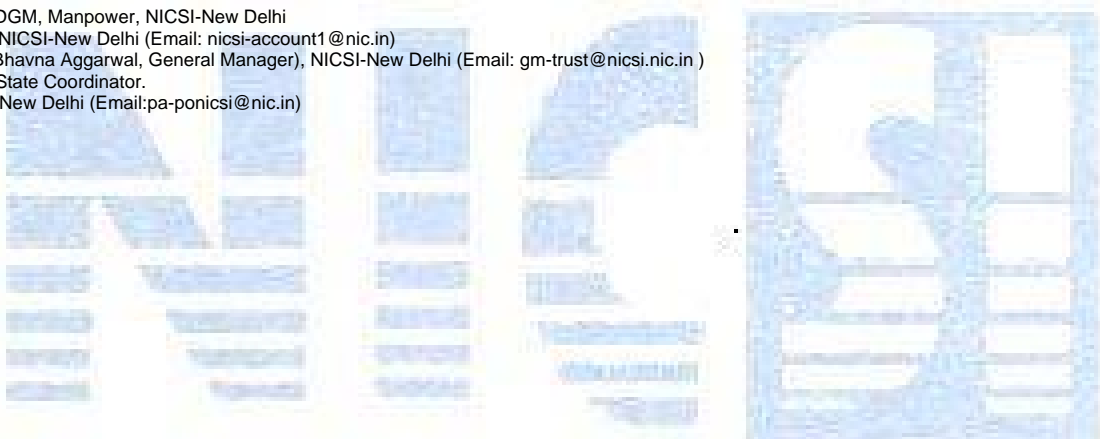 DGM, Manpower, NICSI-New Delhi
NICSI-New Delhi (Email: nicsi-account1@nic.in)
Bhavna Aggarwal, General Manager), NICSI-New Delhi (Email: gm-trust@nicsi.nic.in )
State Coordinator.
New Delhi (Email:pa-ponicsi@nic.in)
NICSI
.